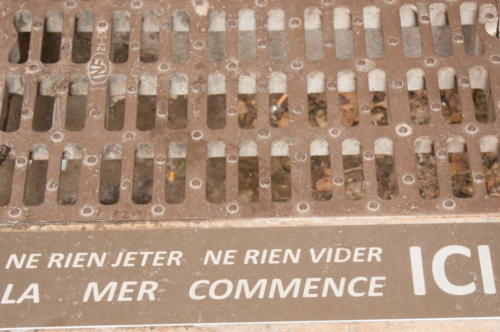 NE RIEN JETER NE RIEN VIDER
LA MER COMMENCE ICI